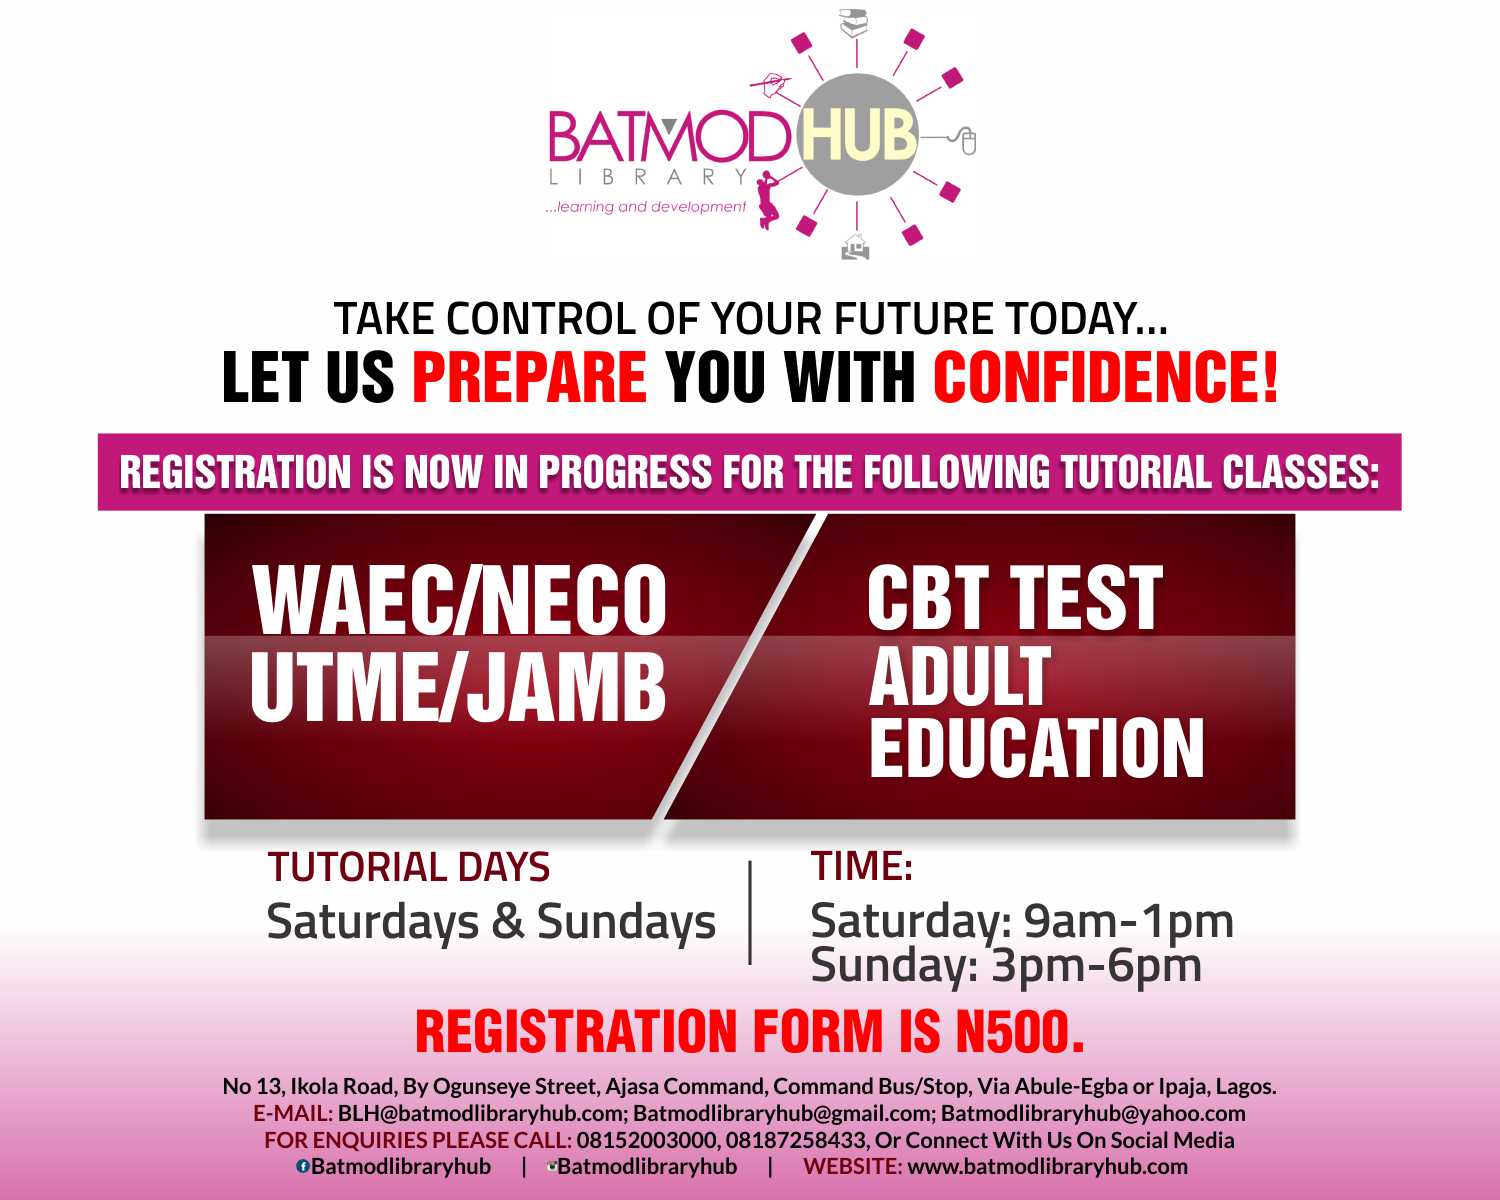 BATMOD HUB
LIBRARY
...learning and development
TAKE CONTROL OF YOUR FUTURE TODAY...
LET US PREPARE YOU WITH CONFIDENCE!
REGISTRATION IS NOW IN PROGRESS FOR THE FOLLOWING TUTORIAL CLASSES:
WAEC/NECO
UTME/JAMB
CBT TEST
ADULT
EDUCATION
TUTORIAL DAYS
Saturdays & Sundays
TIME:
Saturday: 9am-1pm
Sunday: 3pm-6pm
REGISTRATION FORM IS N500.
No 13, Ikola Road, By Ogunseye Street, Ajasa Command, Command Bus/Stop, Via Abule-Egba or Ipaja, Lagos.
E-MAIL: BLH@batmodlibraryhub.com; Batmodlibraryhub@gmail.com; Batmodlibraryhub@yahoo.com
FOR ENQUIRIES PLEASE CALL: 08152003000, 08187258433, Or Connect With Us On Social Media
Batmodlibraryhub | Batmodlibraryhub | WEBSITE: www.batmodlibraryhub.com